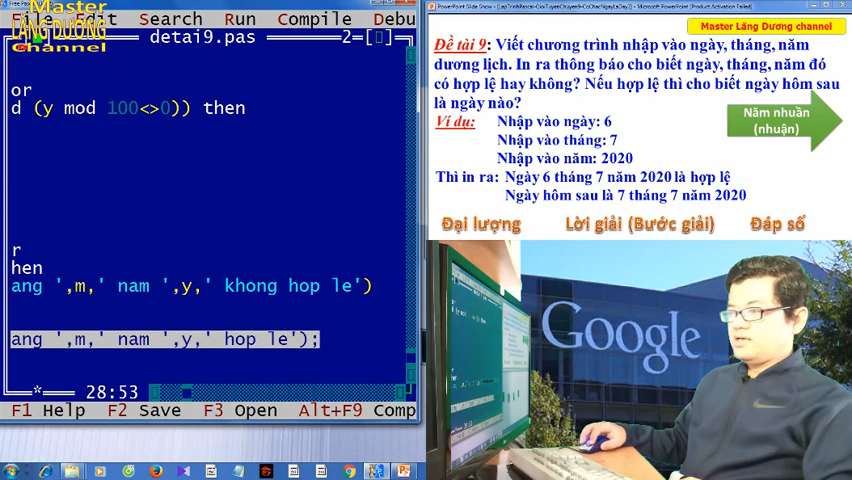 Master
LÃNG DƯƠNG
Channel
File Edit Search Run Compile Debu
detai9.pas 2=[ ]
or
d (y mod 100<>0)) then
r
hen
ang ',m,' nam ',y,' khong hop le')
ang ',m,' nam ',y,' hop le');
28:53
F1 Help F2 Save F3 Open Alt+F9 Comp
Master Lãng Dương channel
Đề tài 9: Viết chương trình nhập vào ngày, tháng, năm
dương lịch. In ra thông báo cho biết ngày, tháng, năm đó
có hợp lệ hay không? Nếu hợp lệ thì cho biết ngày hôm sau
là ngày nào?
Ví dụ: Nhập vào ngày: 6
Nhập vào tháng: 7
Nhập vào năm: 2020
Thì in ra: Ngày 6 tháng 7 năm 2020 là hợp lệ
Ngày hôm sau là 7 tháng 7 năm 2020
Năm nhuần
(nhuận)
Đại lượng Lời giải (Bước giải) Đáp số
Google